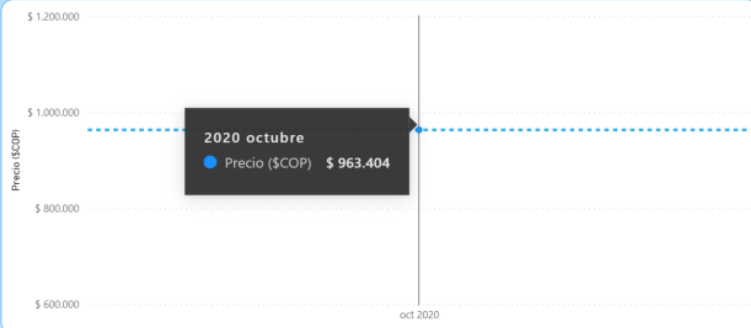 $ 1.200.000
$ 1.000.000
2020 octubre
Precio ($COP) $ 963.404
Precio ($COP)
$ 800.000
$ 600.000
oct 2020